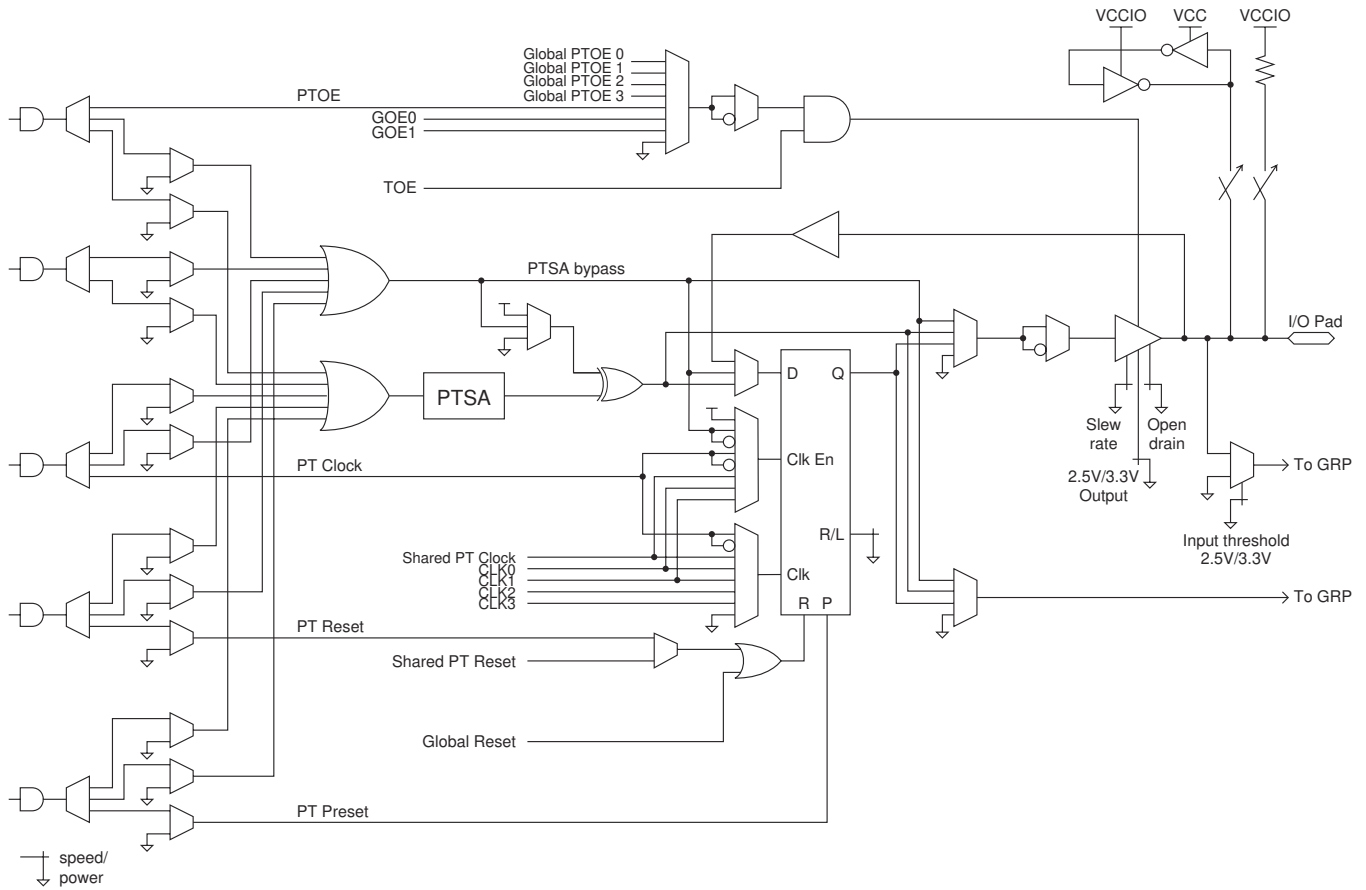 VCCIO
VCC
VCCIO
Global PTOE 0
Global PTOE 1
Global PTOE 2
Global PTOE 3
PTOE
GOE0
GOE1
TOE
PTSA bypass
I/O Pad
D
Q
PTSA
Slew
rate
Open
drain
PT Clock
Clk En
To GRP
2.5V/3.3V
Output
R/L
Input threshold
2.5V/3.3V
Shared PT Clock
CLK0
CLK1
CLK2
CLK3
Clk
R P
To GRP
PT Reset
Shared PT Reset
Global Reset
PT Preset
speed/
power